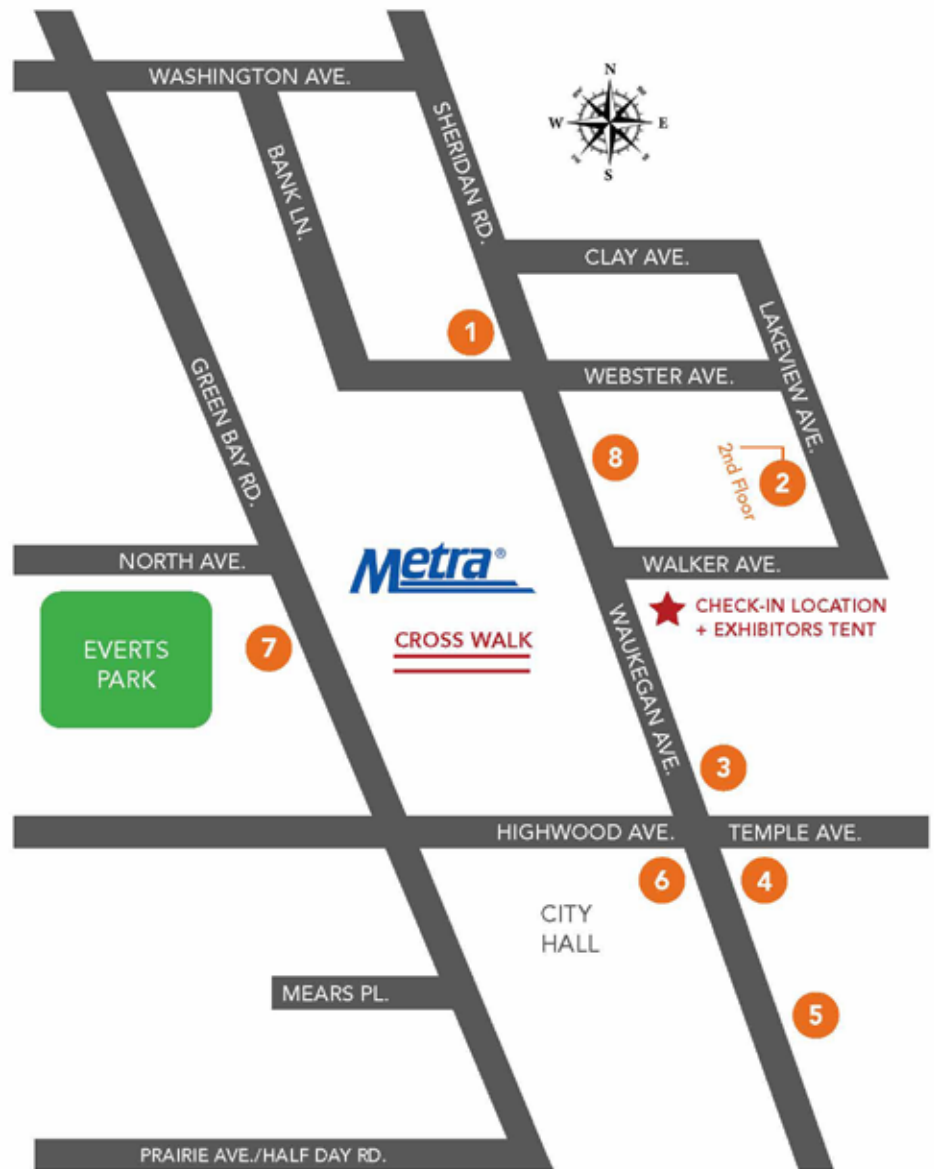 WASHINGTON AVE.
SHERIDAN RD.
BANK LN.
N
W
E
S
CLAY AVE.
LAKEVIEW AVE.
1
WEBSTER AVE.
GREEN BAY RD.
8
2nd Floor
2
NORTH AVE.
Metra®
WALKER AVE.
CHECK-IN LOCATION
+ EXHIBITORS TENT
EVERTS
PARK
7
CROSS WALK
WAUKEGAN AVE.
3
HIGHWOOD AVE.
TEMPLE AVE.
6
4
CITY
HALL
MEARS PL.
5
PRAIRIE AVE./HALF DAY RD.